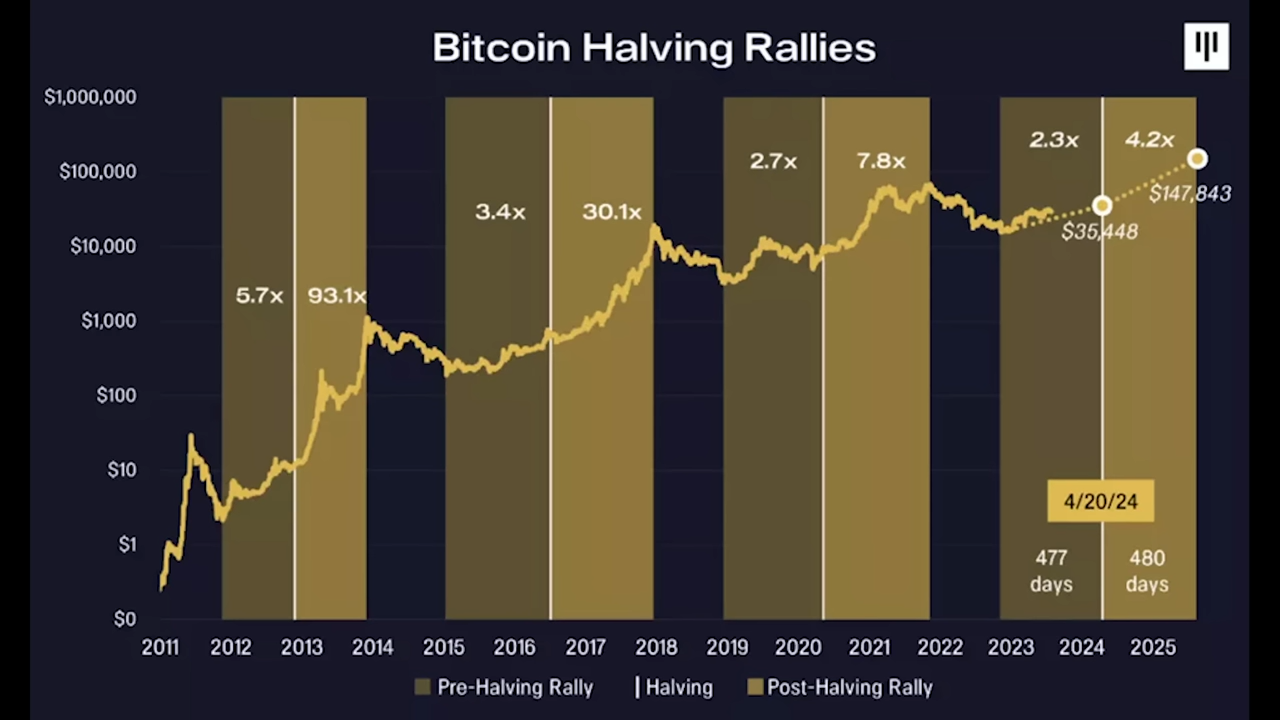 Bitcoin Halving Rallies
$1,000,000
$100,000
$10,000
$1,000
$100
$10
$1
$0
5.7x 93.1x
3.4x 30.1x
2.7x 7.8x
2.3x 4.2x
$147,843
$35,448
4/20/24
477 days
480 days
2011 2012 2013 2014 2015 2016 2017 2018 2019 2020 2021 2022 2023 2024 2025
Pre-Halving Rally Halving Post-Halving Rally